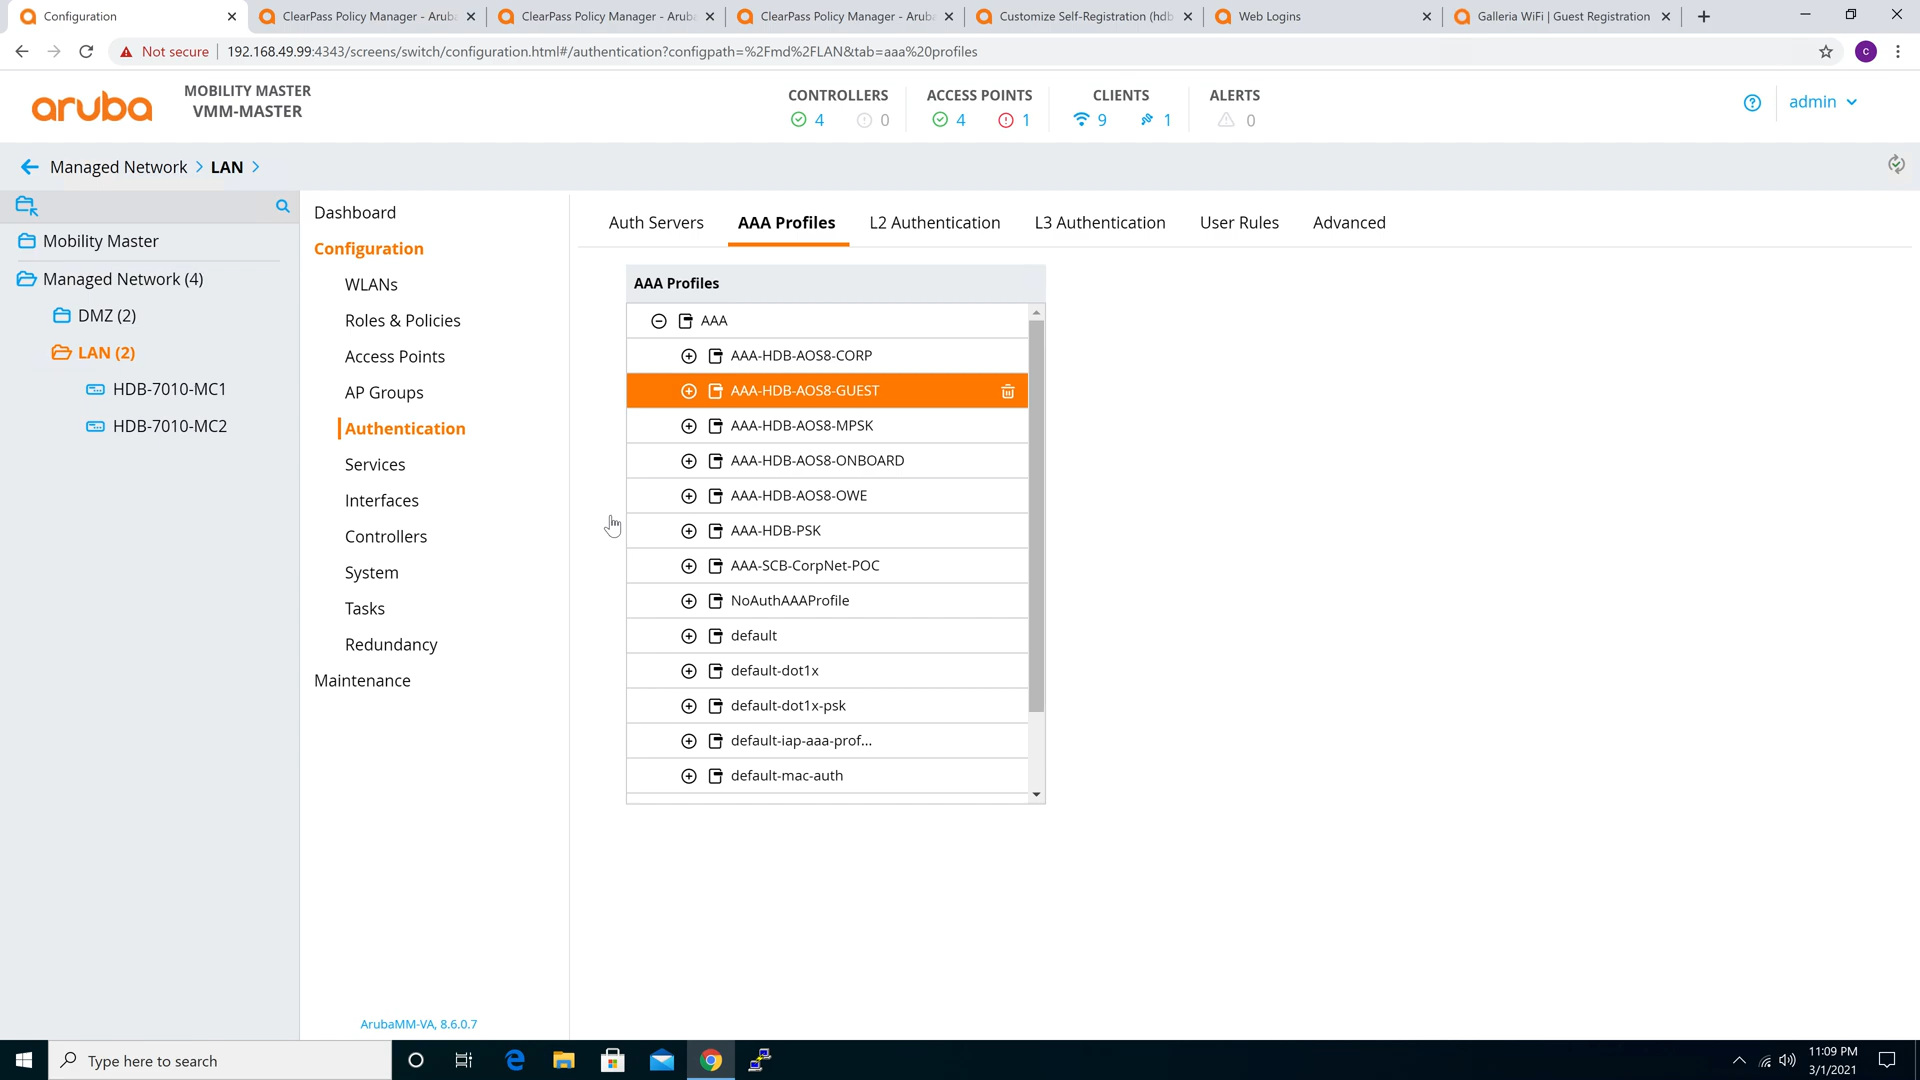 Configuration
ClearPass Policy Manager - Aruba
ClearPass Policy Manager - Aruba
ClearPass Policy Manager - Aruba
Customize Self-Registration (hdb
Web Logins
Galleria WiFi | Guest Registration
Not secure
192.168.49.99:4343/screens/switch/configuration.html#/authentication?configpath=%2Fmd%2FLAN&tab=aaa%20profiles
c
aruba
MOBILITY MASTER
VMM-MASTER
CONTROLLERS
4 0
ACCESS POINTS
4 1
CLIENTS
9 1
ALERTS
0
admin
Managed Network > LAN >
Mobility Master
Managed Network (4)
DMZ (2)
LAN (2)
HDB-7010-MC1
HDB-7010-MC2
Dashboard
Configuration
WLANs
Roles & Policies
Access Points
AP Groups
Authentication
Services
Interfaces
Controllers
System
Tasks
Redundancy
Maintenance
ArubaMM-VA, 8.6.0.7
Auth Servers
AAA Profiles
L2 Authentication
L3 Authentication
User Rules
Advanced
AAA Profiles
AAA
AAA-HDB-AOS8-CORP
AAA-HDB-AOS8-GUEST
AAA-HDB-AOS8-MPSK
AAA-HDB-AOS8-ONBOARD
AAA-HDB-AOS8-OWE
AAA-HDB-PSK
AAA-SCB-CorpNet-POC
NoAuthAAAProfile
default
default-dot1x
default-dot1x-psk
default-iap-aaa-prof...
default-mac-auth
Type here to search
11:09 PM
3/1/2021